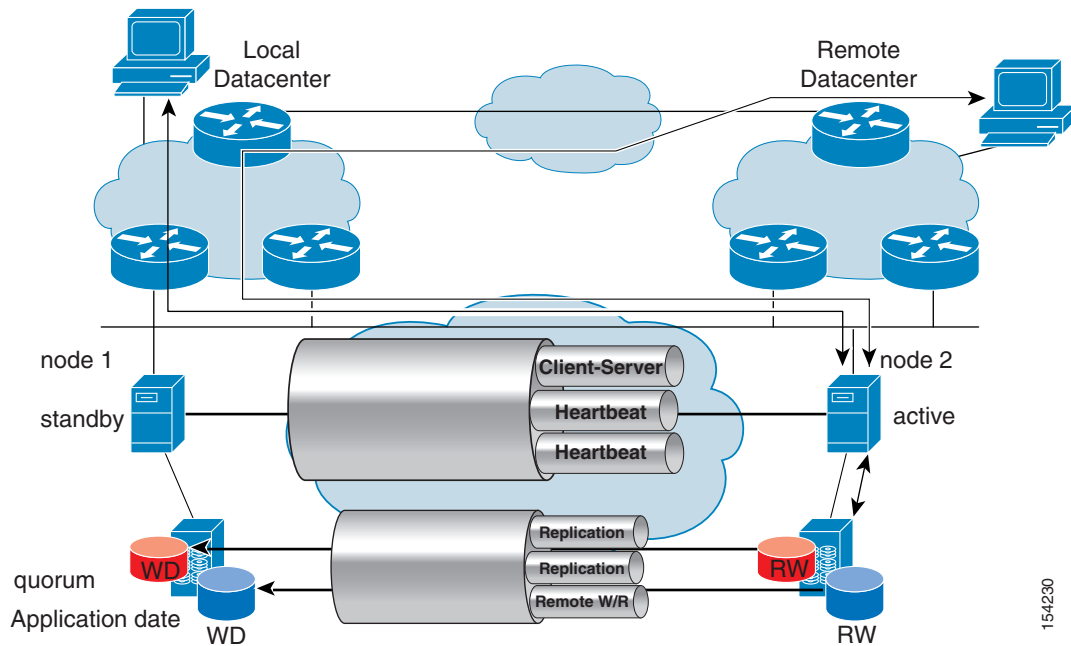 Local
Datacenter
Remote
Datacenter
node 1
node 2
standby
active
Client-Server
Heartbeat
Heartbeat
Replication
Replication
Remote W/R
WD
RW
quorum
Application date
WD
RW
154230